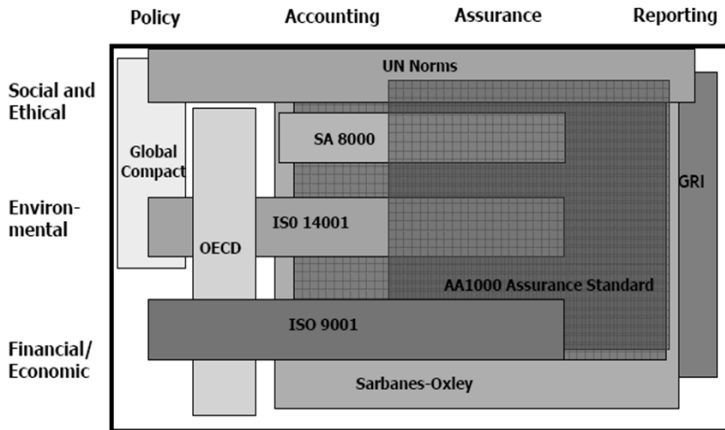 Policy Accounting Assurance Reporting
UN Norms
Social and
Ethical
SA 8000
Global
Compact
GRI
Environ-
mental
IS0 14001
OECD
AA1000 Assurance Standard
ISO 9001
Financial/
Economic
Sarbanes-Oxley